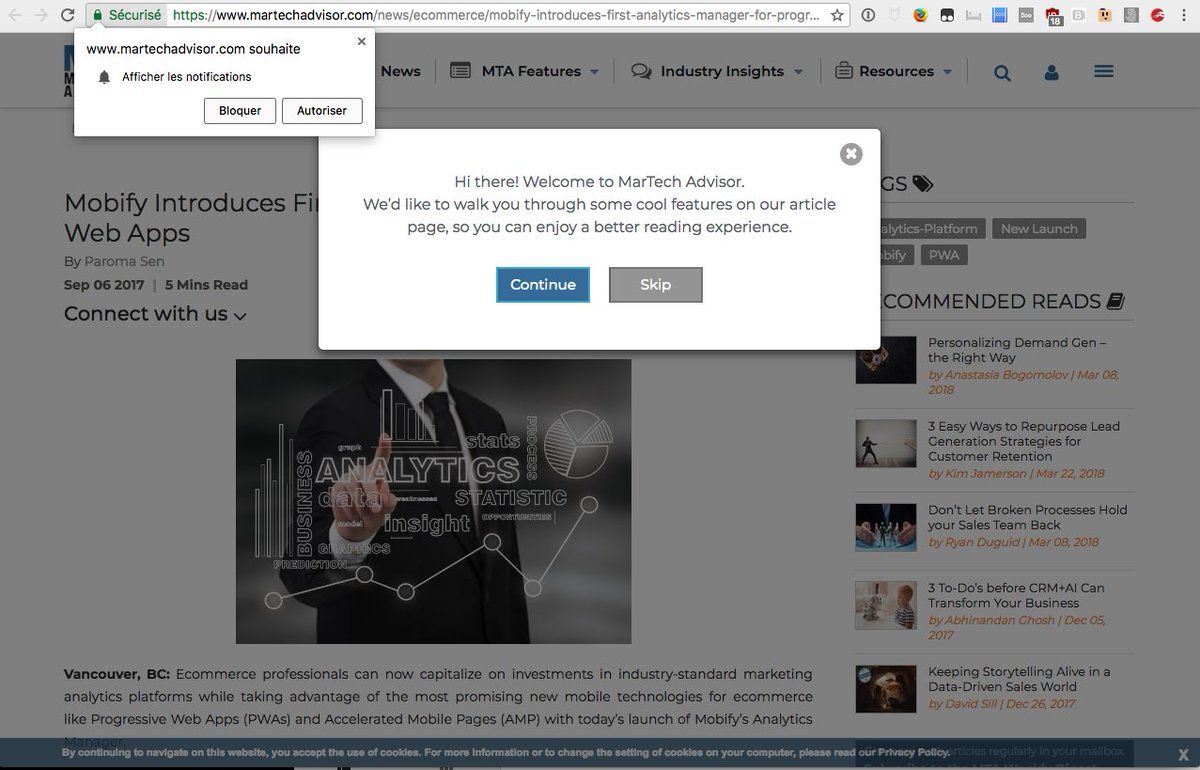 Sécurisé https://www.martechadvisor.com/news/ecommerce/mobify-introduces-first-analytics-manager-for-progr...
18
www.martechadvisor.com souhaite
Afficher les notifications
Bloquer Autoriser
News MTA Features Industry Insights Resources
Hi there! Welcome to MarTech Advisor.
We'd like to walk you through some cool features on our article
page, so you can enjoy a better reading experience.
Continue Skip
Mobify Introduces Fi
Web Apps
By Paroma Sen
Sep 06 2017 | 5 Mins Read
Connect with us
GS
alytics-Platform New Launch
bify PWA
COMMENDED READS
Personalizing Demand Gen –
the Right Way
by Anastasia Bogomolov | Mar 08,
2018
3 Easy Ways to Repurpose Lead
Generation Strategies for
Customer Retention
by Kim Jamerson | Mar 22, 2018
Don't Let Broken Processes Hold
your Sales Team Back
by Ryan Duguid | Mar 08, 2018
3 To-Do's before CRM+AI Can
Transform Your Business
by Abhinandan Ghosh | Dec 05,
2017
Keeping Storytelling Alive in a
Data-Driven Sales World
by David Sill | Dec 26, 2017
graph
stats
PROCESS
BUSINESS
ANALYTICS
data
weaknesses
STATISTIC
model
insight
OPPORTUNITIES
GRAPHICS
PREDICTION
Vancouver, BC: Ecommerce professionals can now capitalize on investments in industry-standard marketing
analytics platforms while taking advantage of the most promising new mobile technologies for ecommerce
like Progressive Web Apps (PWAs) and Accelerated Mobile Pages (AMP) with today's launch of Mobify's Analytics
Manager.
articles regularly in your mailbox.
By continuing to navigate on this website, you accept the use of cookies. For more information or to change the setting of cookies on your computer, please read our Privacy Policy. X